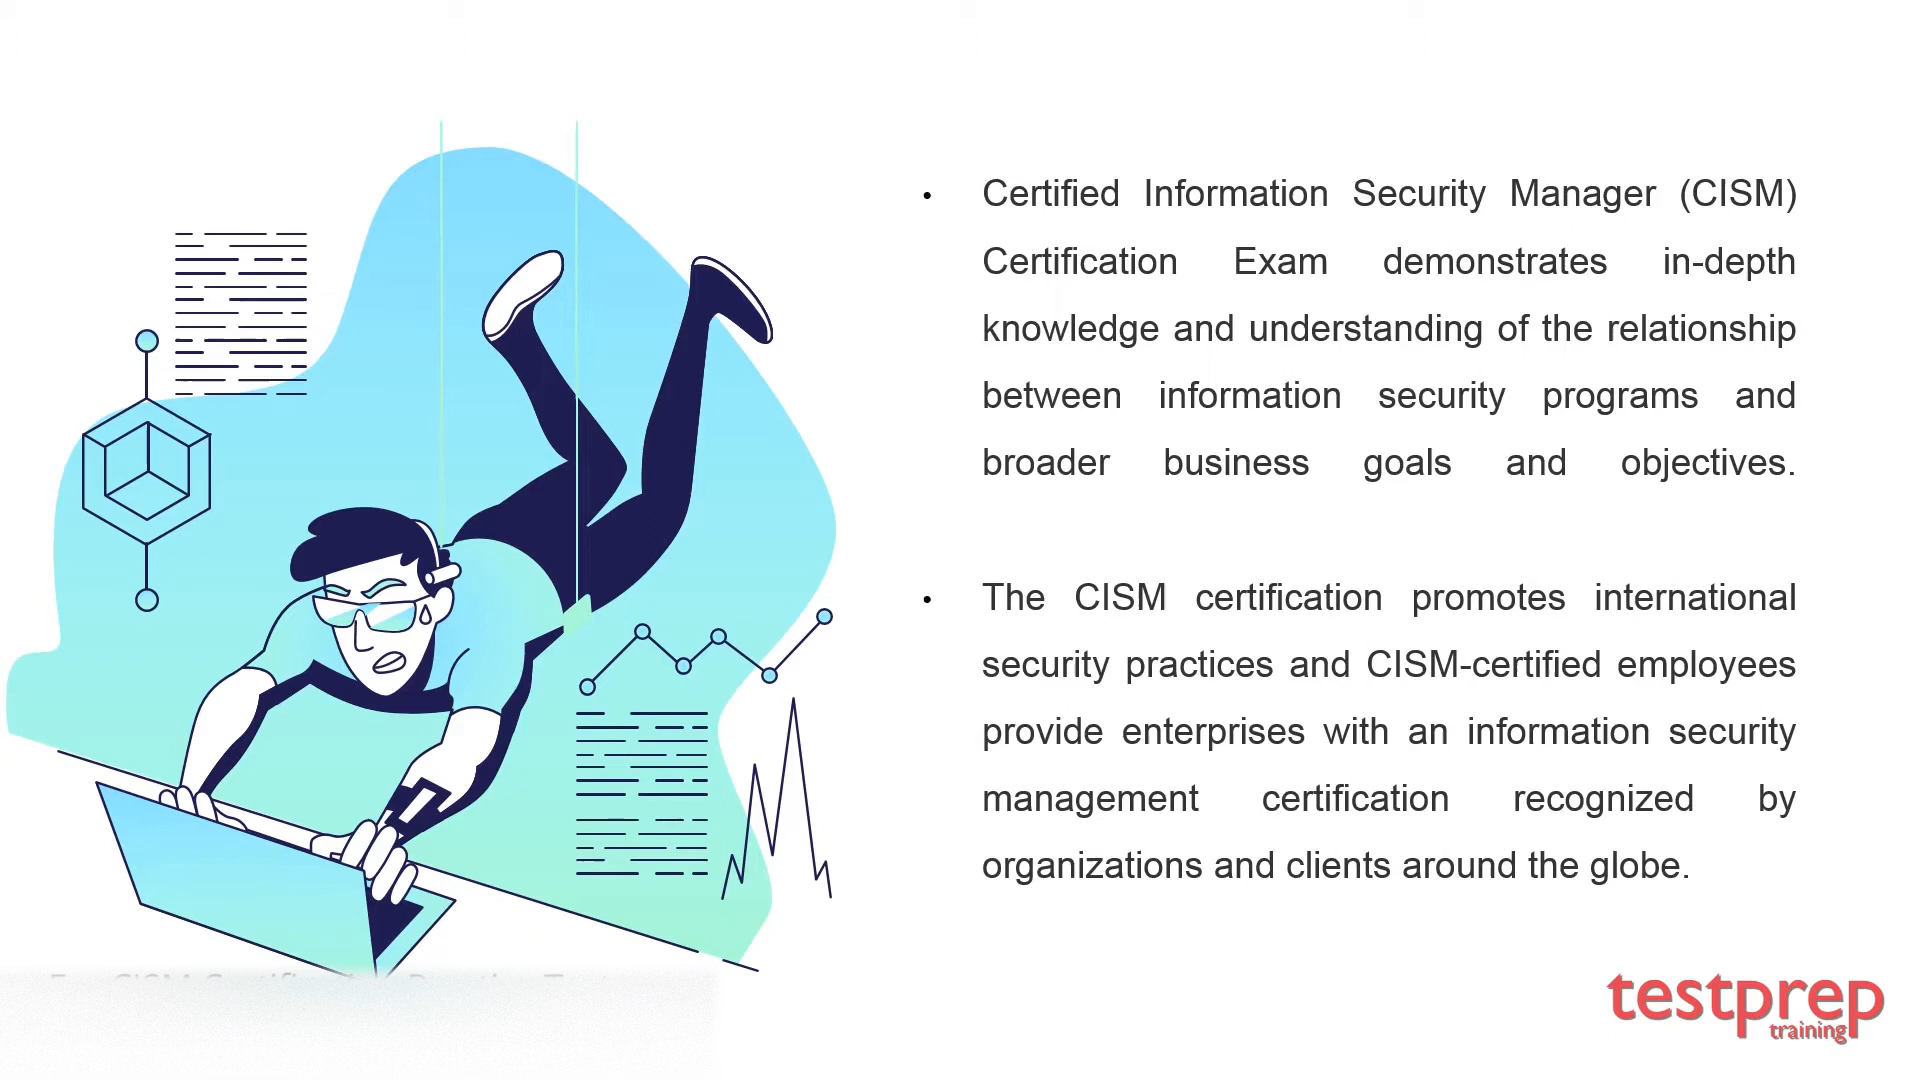 • Certified Information Security Manager (CISM)
Certification Exam demonstrates in-depth
knowledge and understanding of the relationship
between information security programs and
broader business goals and objectives.
• The CISM certification promotes international
security practices and CISM-certified employees
provide enterprises with an information security
management certification recognized by
organizations and clients around the globe.
testprep
training